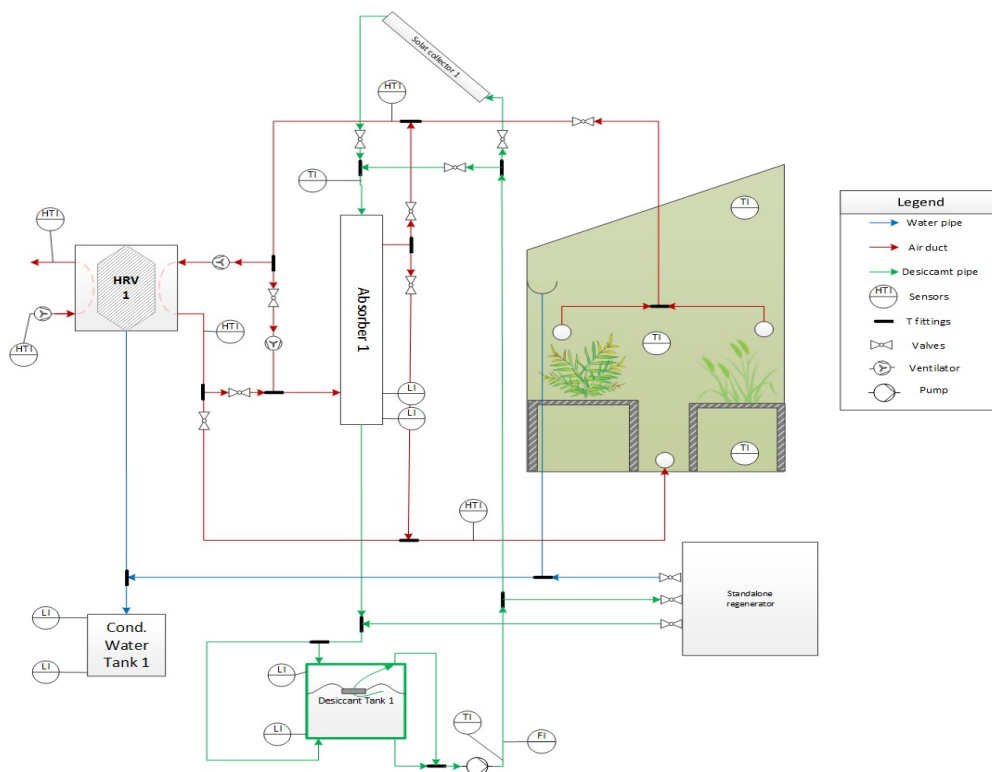 Solat collector 1
HTI
TI
HTI
HRV
1
HTI
HTI
Absorber 1
LI
LI
TI
TI
TI
HTI
Legend
Water pipe
Air duct
Desiccamt pipe
HTI
Sensors
T fittings
Valves
Ventilator
Pump
Standalone
regenerator
LI
LI
Cond.
Water
Tank 1
LI
LI
Desiccant Tank 1
TI
FI